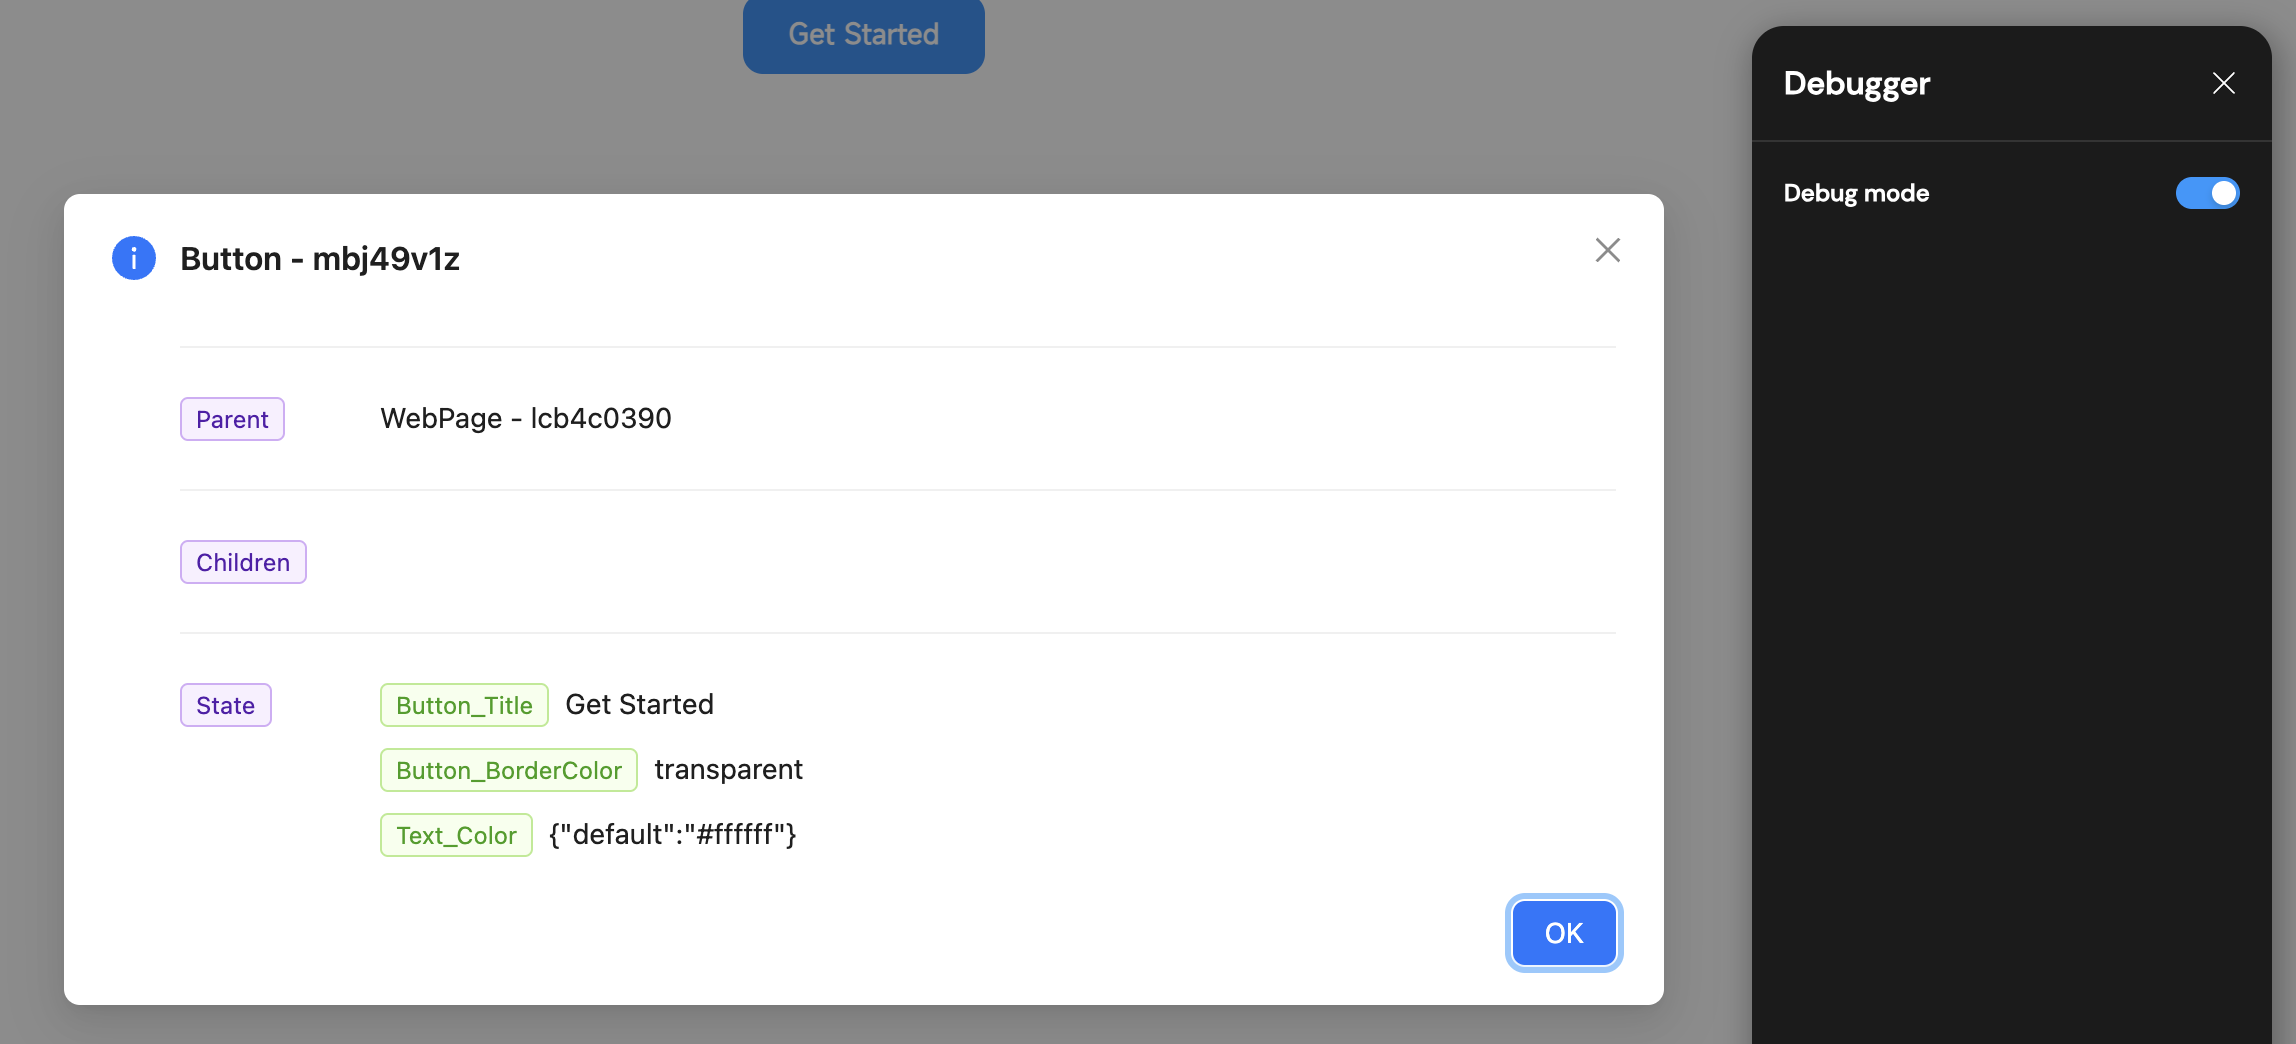 Get Started
Debugger
Debug mode
Button - mbj49v1z
Parent WebPage - lcb4c0390
Children
State Button_Title Get Started
Button_BorderColor transparent
Text_Color {"default":"#ffffff"}
OK